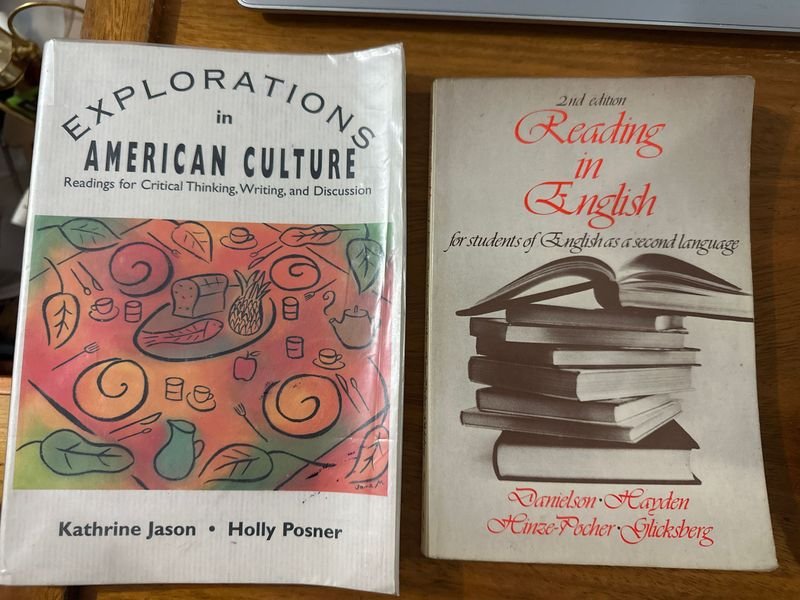 EXPLORATIONS
in
AMERICAN CULTURE
Readings for Critical Thinking, Writing, and Discussion
Kathrine Jason • Holly Posner
2nd edition
Reading
in
English
for students of English as a second language
Danielson · Hayden
Hinze-Pocher · Glicksberg